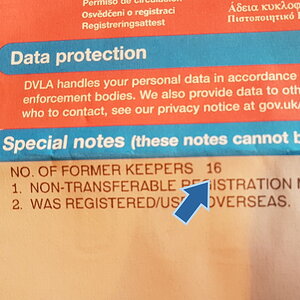 Permiso de circulación
Osvědčení o registraci
Registreringsattest
Άδεια κυκλοφ
Πιστοποιητικό
Data protection
DVLA handles your personal data in accordance
enforcement bodies. We also provide data to oth
who to contact, see our privacy notice at gov.uk/
Special notes (these notes cannot b
NO. OF FORMER KEEPERS 16
1. NON-TRANSFERABLE REGISTRATION
2. WAS REGISTERED/USED OVERSEAS.